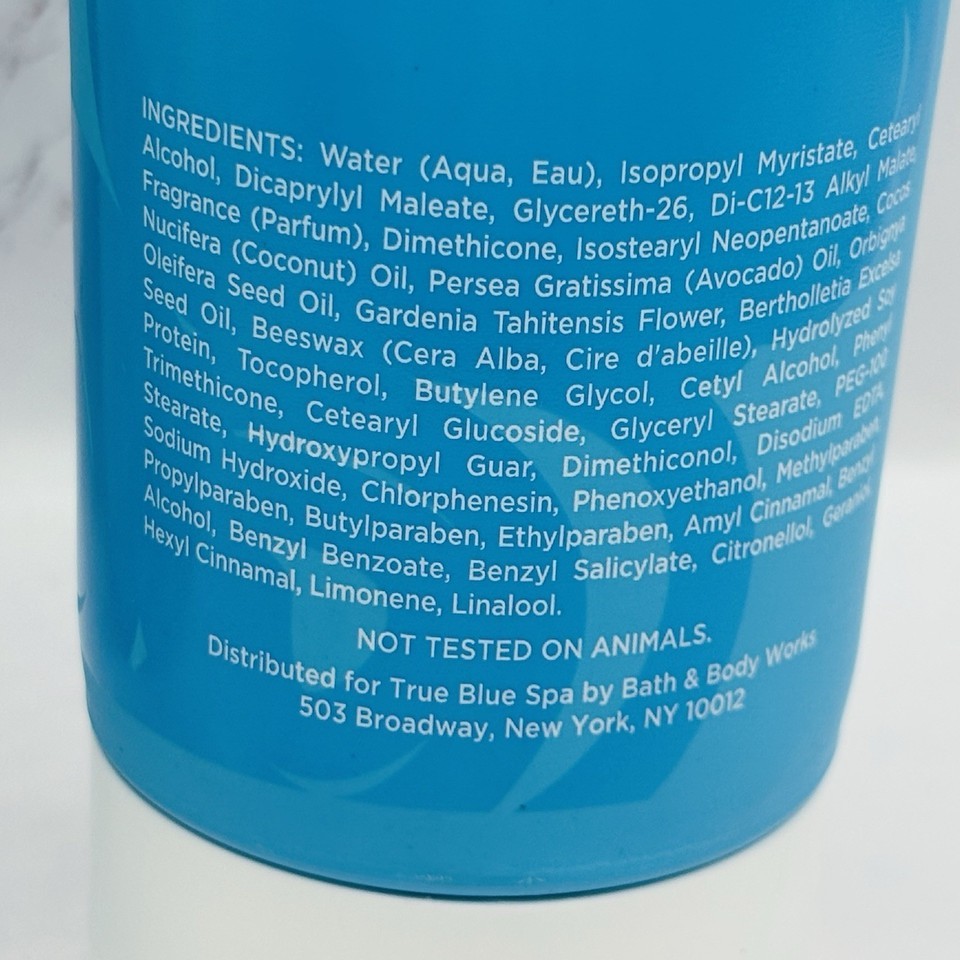 INGREDIENTS: Water (Aqua, Eau), Isopropyl Myristate, Cetearyl
Alcohol, Dicaprylyl Maleate, Glycereth-26, Di-C12-13 Alkyl Malate,
Fragrance (Parfum), Dimethicone, Isostearyl Neopentanoate, Cocos
Nucifera (Coconut) Oil, Persea Gratissima (Avocado) Oil, Orbignya
Oleifera Seed Oil, Gardenia Tahitensis Flower, Bertholletia Excelsa
Seed Oil, Beeswax (Cera Alba, Cire d'abeille), Hydrolyzed Soy
Protein, Tocopherol, Butylene Glycol, Cetyl Alcohol, Phenyl
Trimethicone, Cetearyl Glucoside, Glyceryl Stearate, PEG-100
Stearate, Hydroxypropyl Guar, Dimethiconol, Disodium EDTA,
Sodium Hydroxide, Chlorphenesin, Phenoxyethanol, Methylparaben,
Propylparaben, Butylparaben, Ethylparaben, Amyl Cinnamal, Benzyl
Alcohol, Benzyl Benzoate, Benzyl Salicylate, Citronellol, Geraniol,
Hexyl Cinnamal, Limonene, Linalool.
NOT TESTED ON ANIMALS.
Distributed for True Blue Spa by Bath & Body Works
503 Broadway, New York, NY 10012